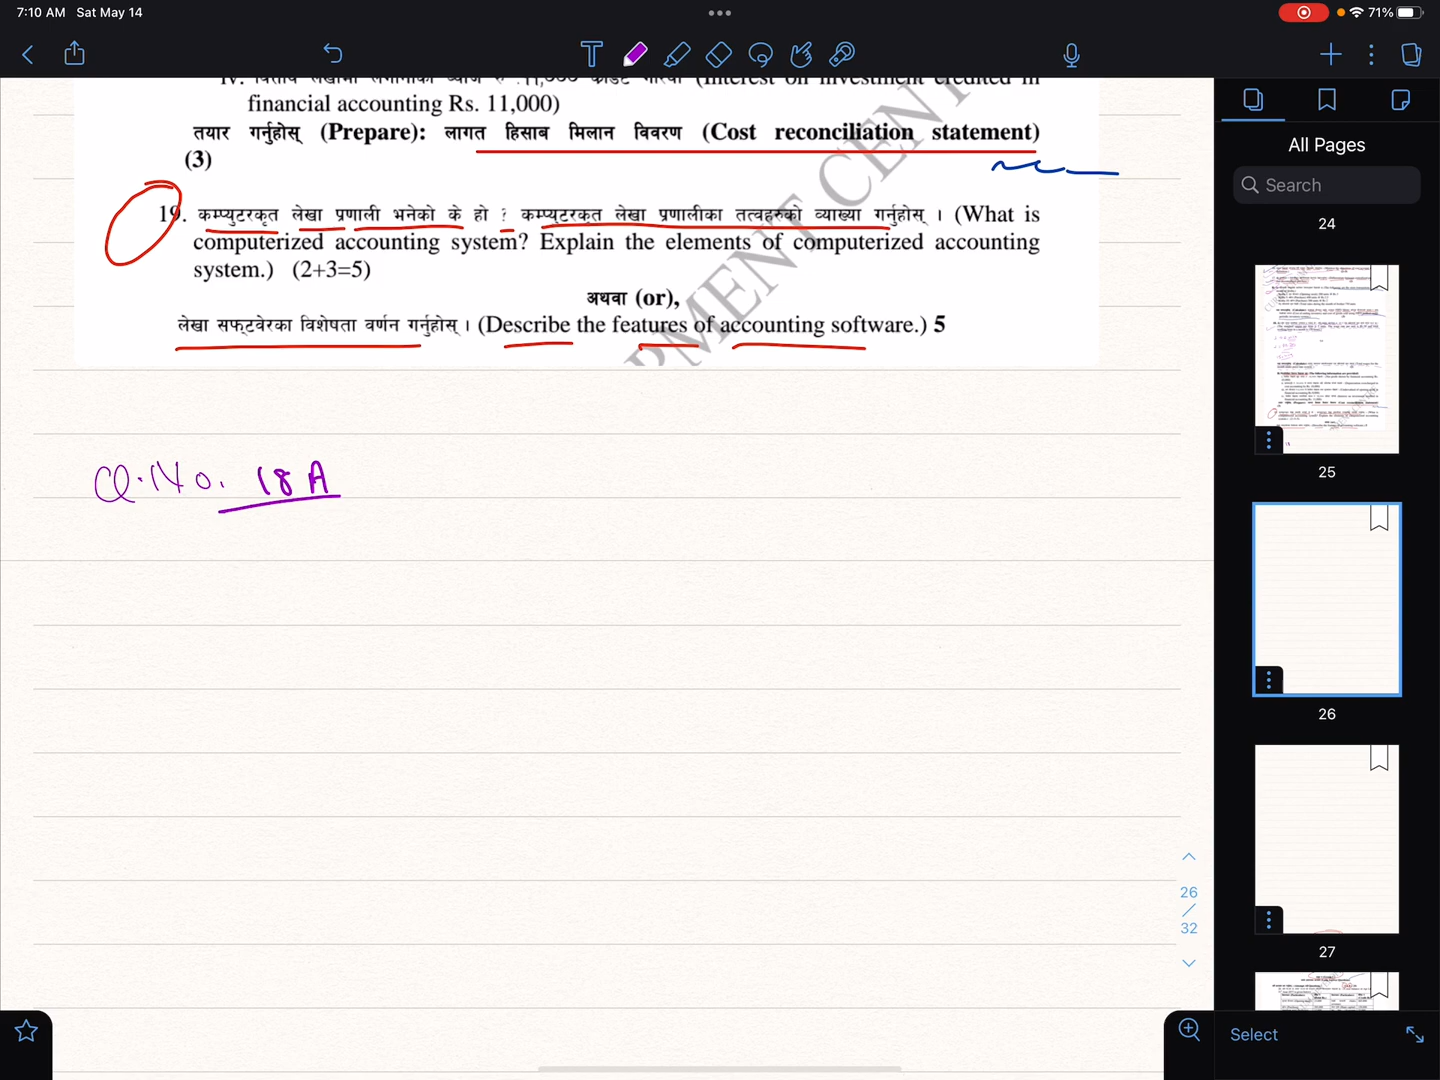 7:10 AM Sat May 14
71%
financial accounting Rs. 11,000)
तयार गर्नुहोस् (Prepare): लागत हिसाब मिलान विवरण (Cost reconciliation statement)
(3)
19. कम्प्युटरकृत लेखा प्रणाली भनेको के हो ? कम्प्युटरकृत लेखा प्रणालीका तत्वहरुको व्याख्या गर्नुहोस् । (What is
computerized accounting system? Explain the elements of computerized accounting
system.) (2+3=5)
अथवा (or),
लेखा सफ्टवेरका विशेषता वर्णन गर्नुहोस् । (Describe the features of accounting software.) 5
Q.No. 18A
26
/
32
All Pages
Search
24
25
26
27
Select